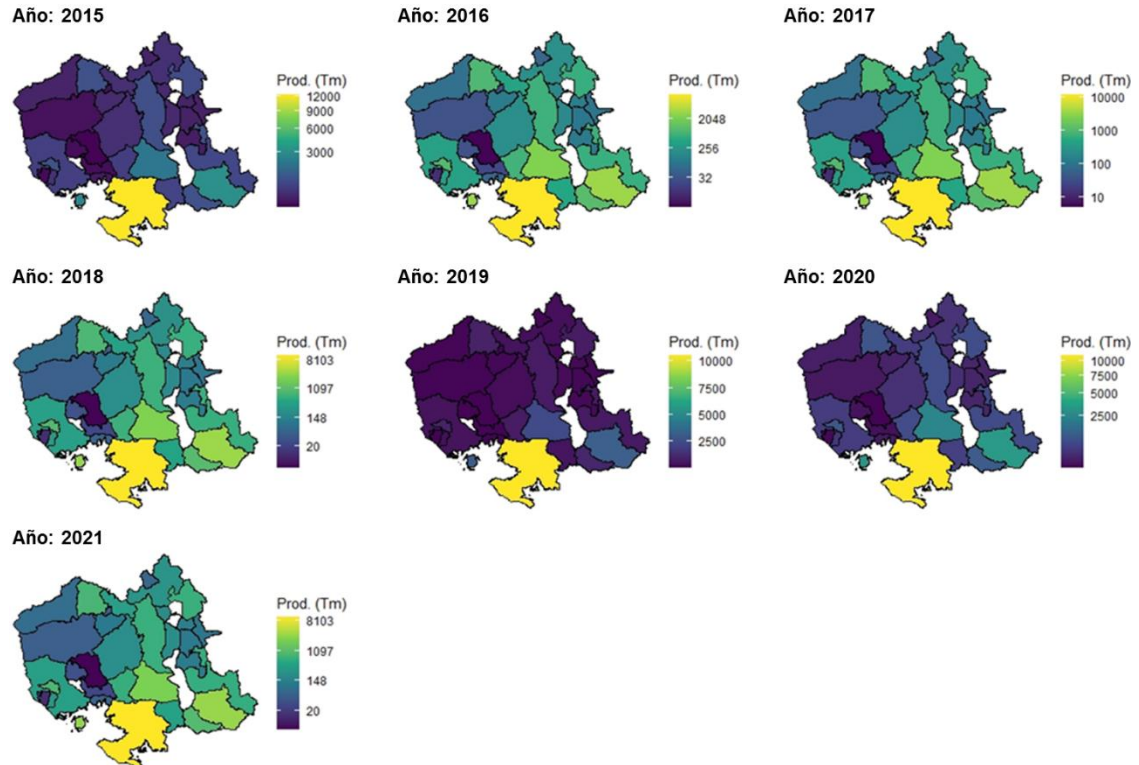 Año: 2015
Prod. (Tm)
12000
9000
6000
3000
Año: 2016
Prod. (Tm)
2048
256
32
Año: 2017
Prod. (Tm)
10000
1000
100
10
Año: 2018
Prod. (Tm)
8103
1097
148
20
Año: 2019
Prod. (Tm)
10000
7500
5000
2500
Año: 2020
Prod. (Tm)
10000
7500
5000
2500
Año: 2021
Prod. (Tm)
8103
1097
148
20